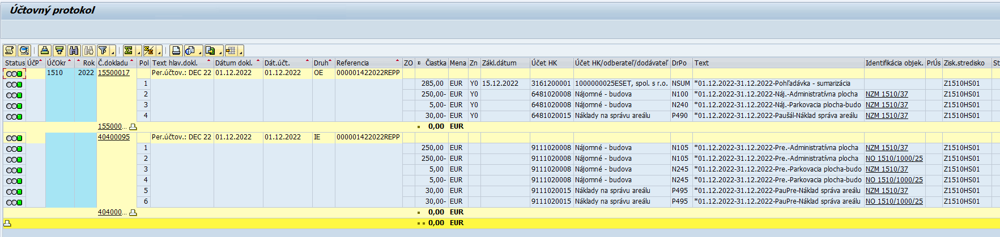 Účtovný protokol
Status ÚčP ÚčOkr Rok Č.dokladu Pol Text hlav.dokl. Dátum dokl. Dát.účt. Druh Referencia ZO Σ Čiastka Mena Zn Zákl.dátum Účet HK Účet HK/odberateľ/dodávateľ DrPo Text Identifikácia objek. PrÚs Zisk.stredisko St
1510 2022 15500017 Per.účtov.: DEC 22 01.12.2022 01.12.2022 OE 000001422022REPP
1 285,00 EUR Y0 15.12.2022 3161200001 1000000025ESET, spol. s r.o. NSUM *01.12.2022-31.12.2022-Pohľadávka - sumarizácia Z1510HS01
2 250,00- EUR Y0 6481020008 Nájomné - budova N100 *01.12.2022-31.12.2022-Náj.-Administratívna plocha NZM 1510/37 Z1510HS01
3 5,00- EUR Y0 6481020008 Nájomné - budova N240 *01.12.2022-31.12.2022-Náj.-Parkovacia plocha-budo NZM 1510/37 Z1510HS01
4 30,00- EUR Y0 6481020015 Náklady na správu areálu P490 *01.12.2022-31.12.2022-Paušál-Náklad správa areálu NZM 1510/37 Z1510HS01
155000... 0,00 EUR
40400095 Per.účtov.: DEC 22 01.12.2022 01.12.2022 IE 000001422022REPP
1 250,00 EUR 9111020008 Nájomné - budova N105 *01.12.2022-31.12.2022-Pre.-Administratívna plocha NZM 1510/37 Z1510HS01
2 250,00- EUR 9111020008 Nájomné - budova N105 *01.12.2022-31.12.2022-Pre.-Administratívna plocha NO 1510/1000/25 Z1510HS01
3 5,00 EUR 9111020008 Nájomné - budova N245 *01.12.2022-31.12.2022-Pre.-Parkovacia plocha-budo NZM 1510/37 Z1510HS01
4 5,00- EUR 9111020008 Nájomné - budova N245 *01.12.2022-31.12.2022-Pre.-Parkovacia plocha-budo NO 1510/1000/25 Z1510HS01
5 30,00 EUR 9111020015 Náklady na správu areálu P495 *01.12.2022-31.12.2022-PauPre-Náklad správa areálu NZM 1510/37 Z1510HS01
6 30,00- EUR 9111020015 Náklady na správu areálu P495 *01.12.2022-31.12.2022-PauPre-Náklad správa areálu NO 1510/1000/25 Z1510HS01
404000... 0,00 EUR
0,00 EUR